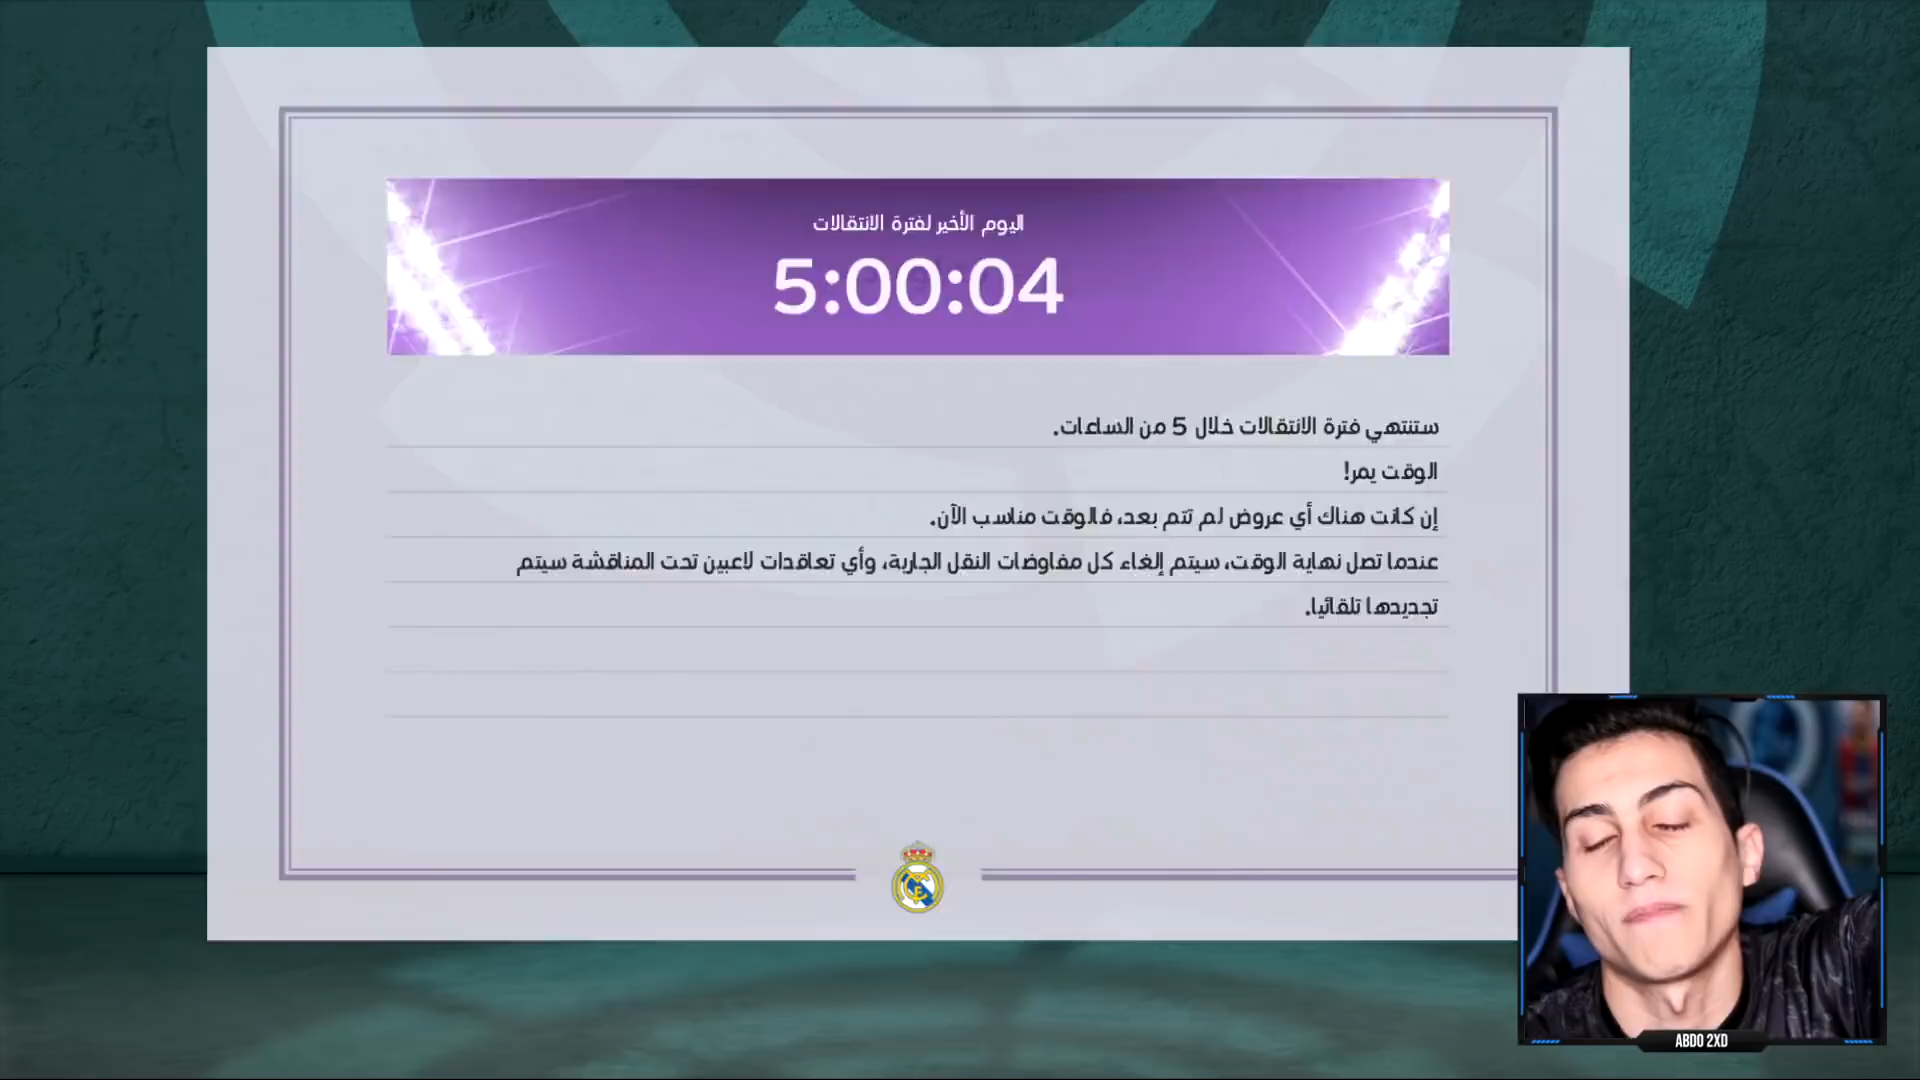 اليوم الأخير لفترة الانتقالات
5:00:04
ستنتهي فترة الانتقالات خلال 5 من الساعات.
الوقت يمر!
إن كانت هناك أي عروض لم تتم بعد، فالوقت مناسب الآن.
عندما تصل نهاية الوقت، سيتم إلغاء كل مفاوضات النقل الجارية، وأي تعاقدات لاعبين تحت المناقشة سيتم
تجديدها تلقائيا.
ABDO 2XD